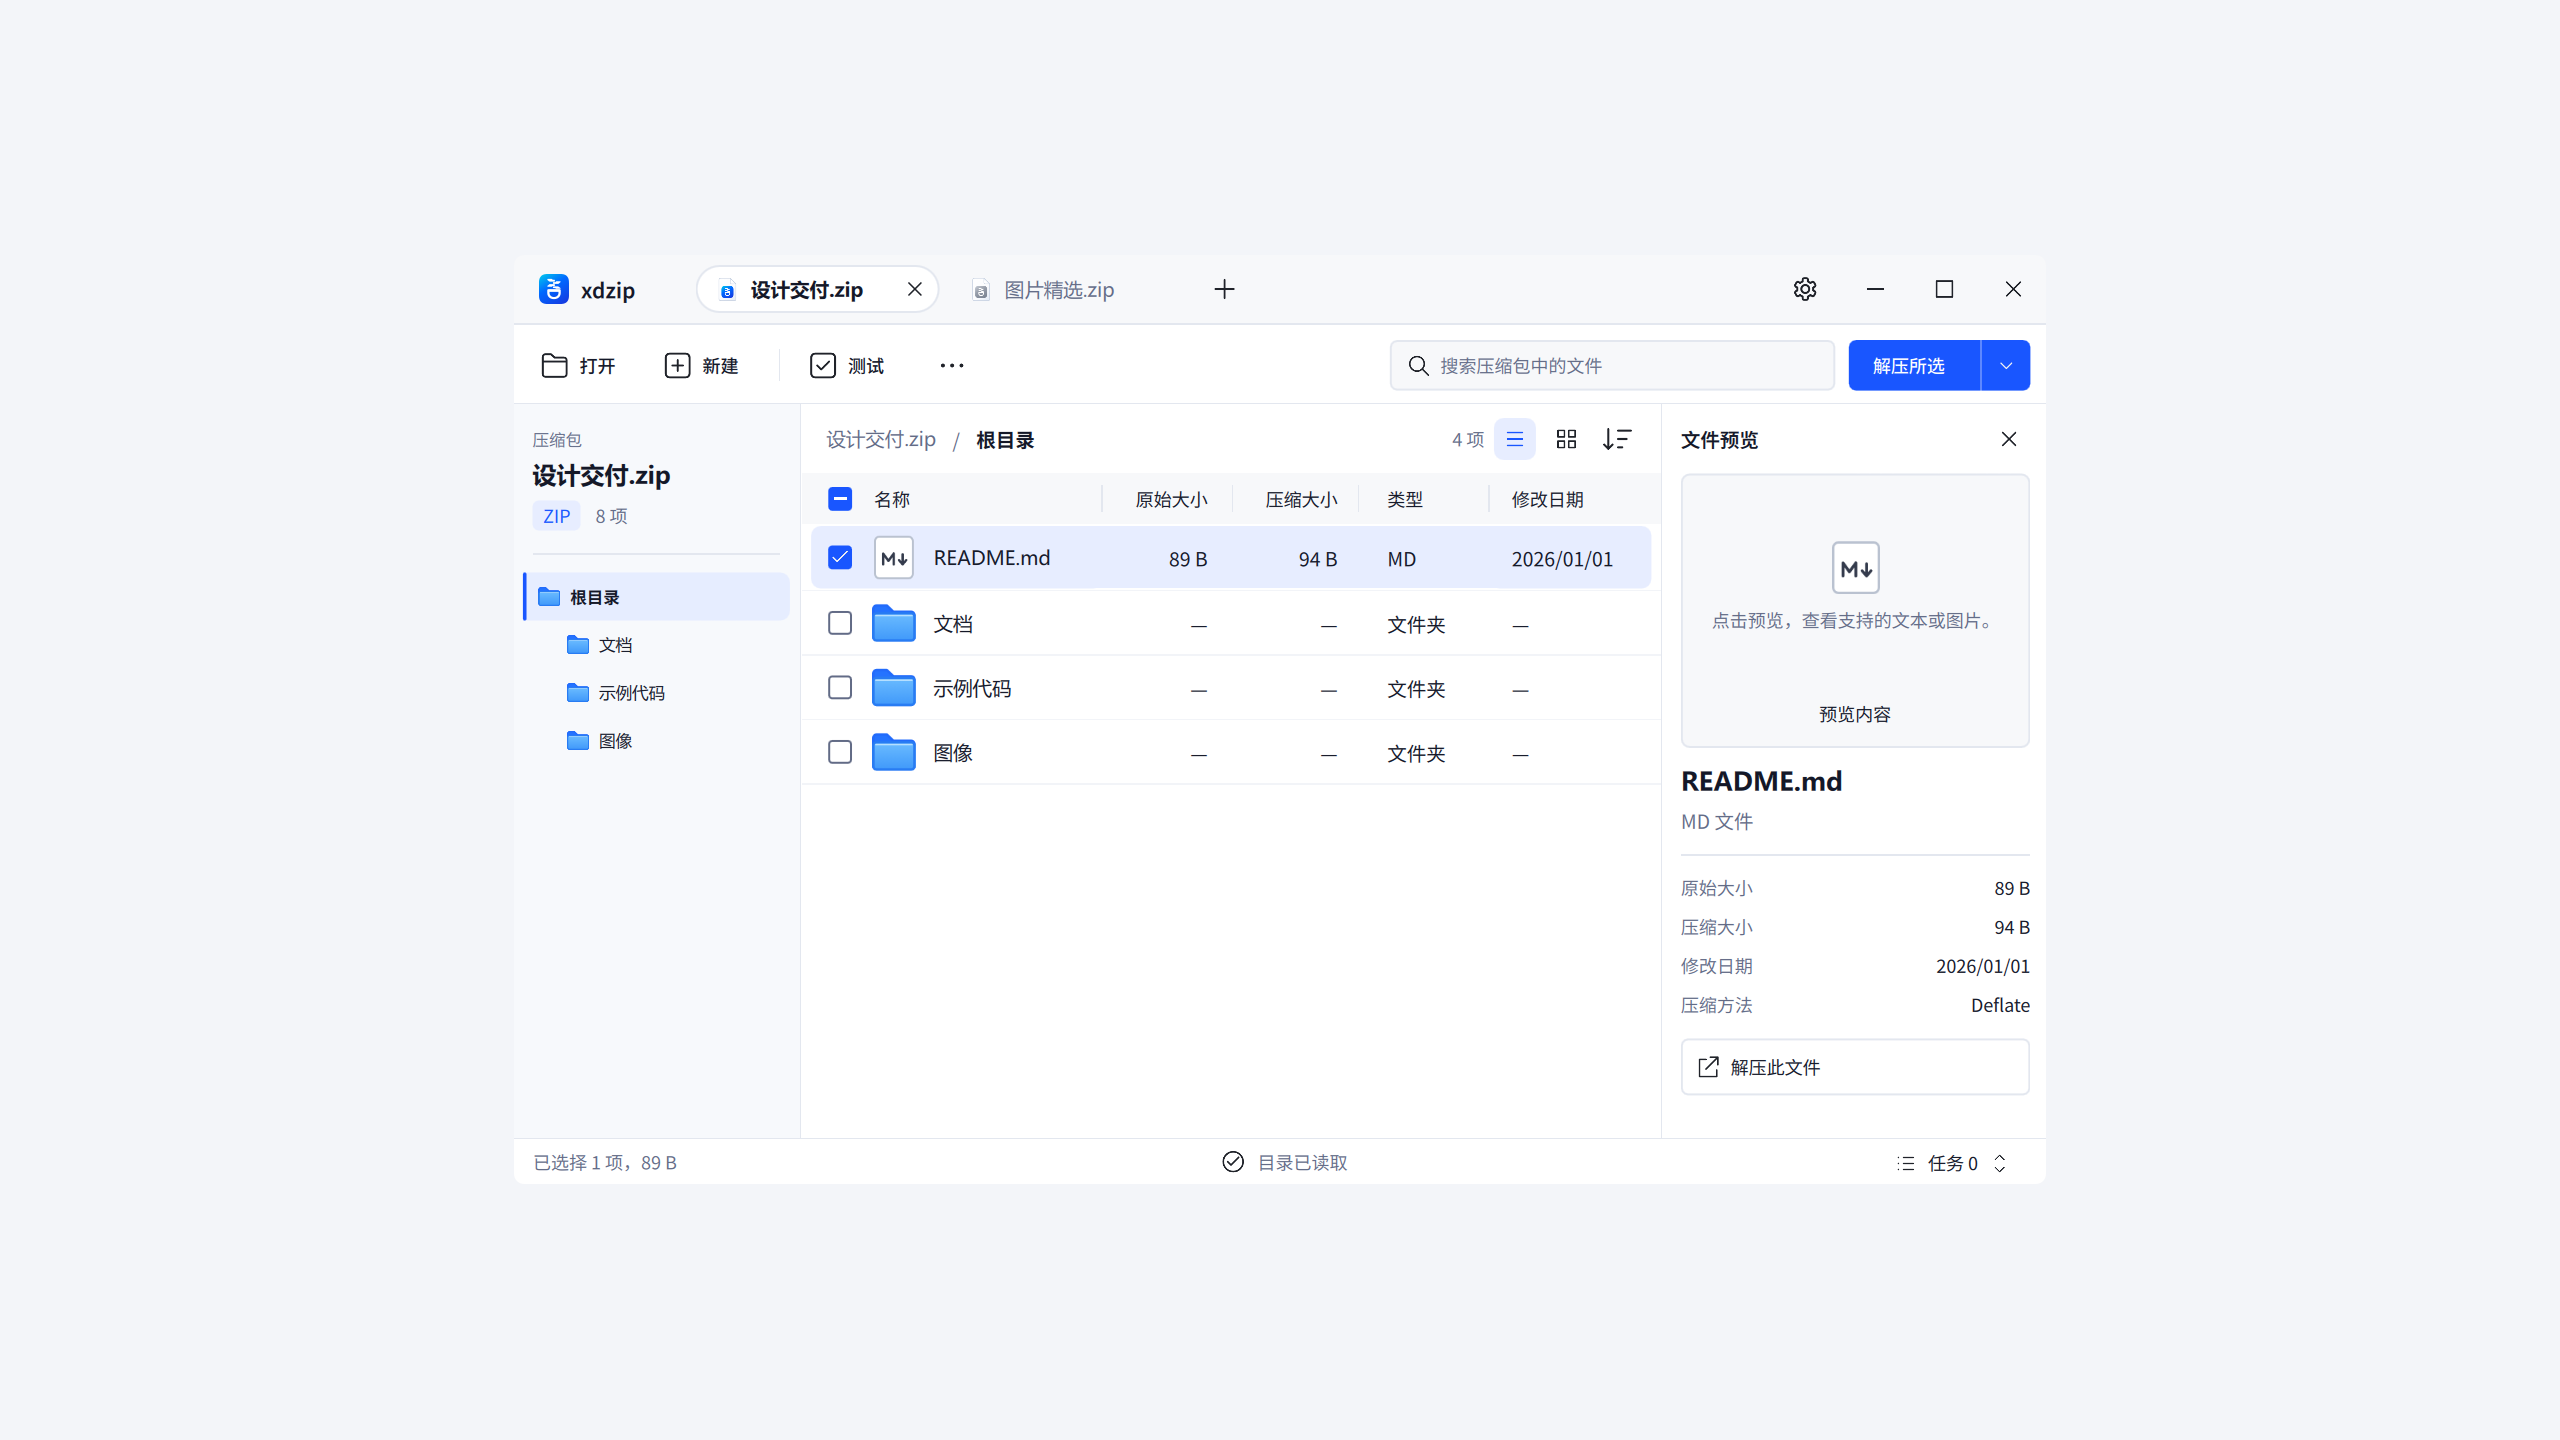 xdzip
设计交付.zip
图片精选.zip
打开
新建
测试
搜索压缩包中的文件
解压所选
压缩包
设计交付.zip
ZIP 8 项
根目录
文档
示例代码
图像
设计交付.zip / 根目录
4 项
名称 原始大小 压缩大小 类型 修改日期
README.md 89 B 94 B MD 2026/01/01
文档 — — 文件夹 —
示例代码 — — 文件夹 —
图像 — — 文件夹 —
文件预览
M
点击预览，查看支持的文本或图片。
预览内容
README.md
MD 文件
原始大小 89 B
压缩大小 94 B
修改日期 2026/01/01
压缩方法 Deflate
解压此文件
已选择 1 项，89 B
目录已读取
任务 0